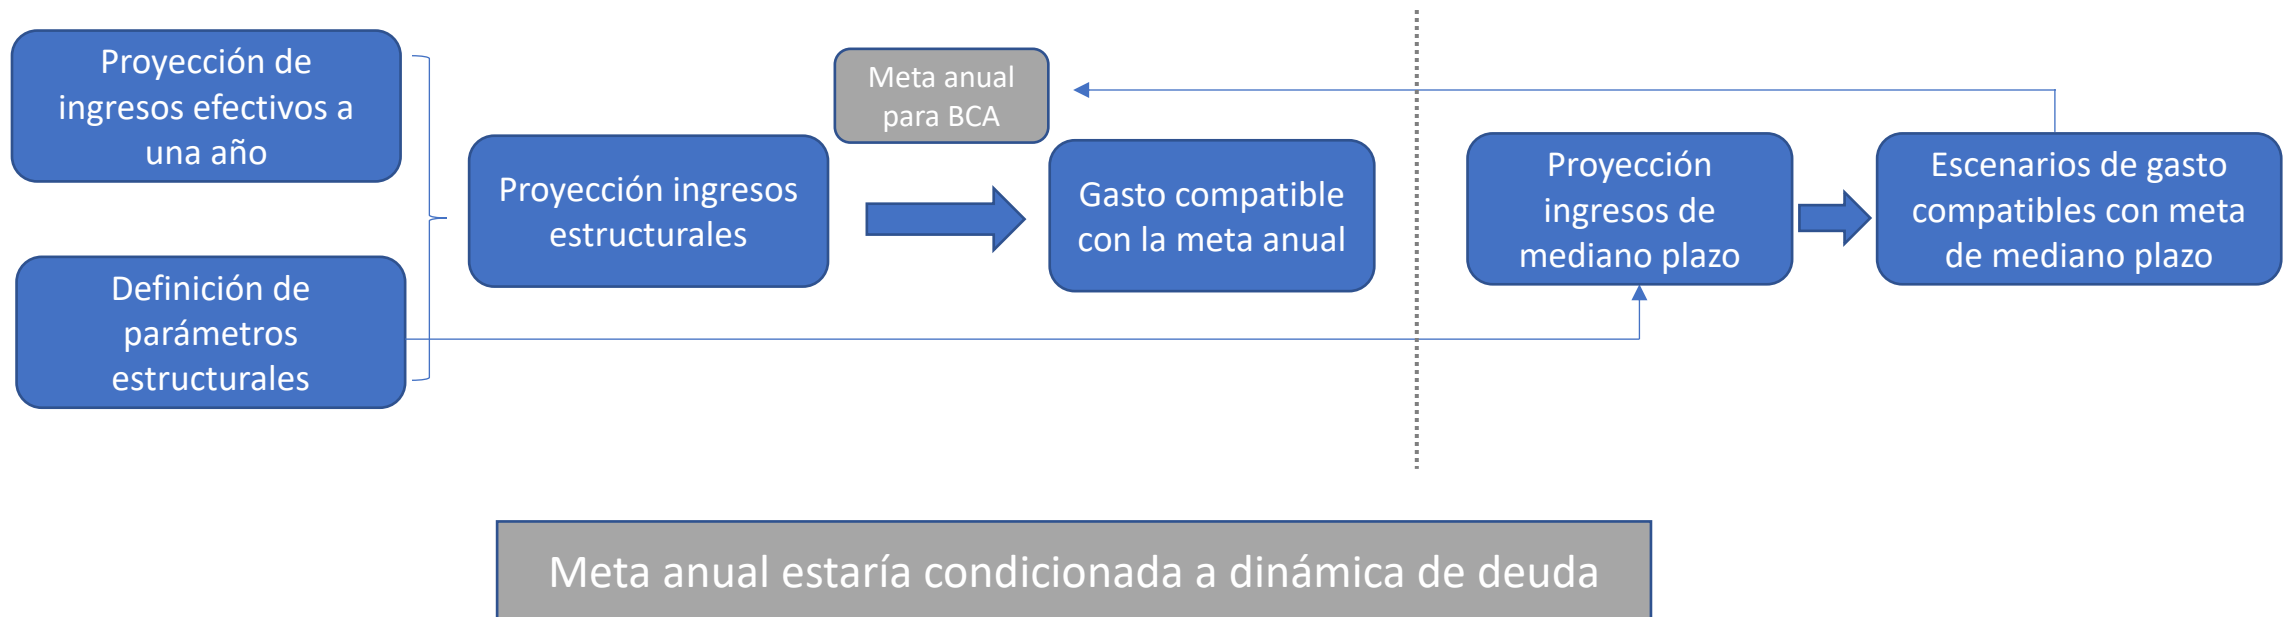 Proyección de
ingresos efectivos a
una año
Definición de
parámetros
estructurales
Proyección ingresos
estructurales
Meta anual
para BCA
Gasto compatible
con la meta anual
Proyección
ingresos de
mediano plazo
Escenarios de gasto
compatibles con meta
de mediano plazo
Meta anual estaría condicionada a dinámica de deuda